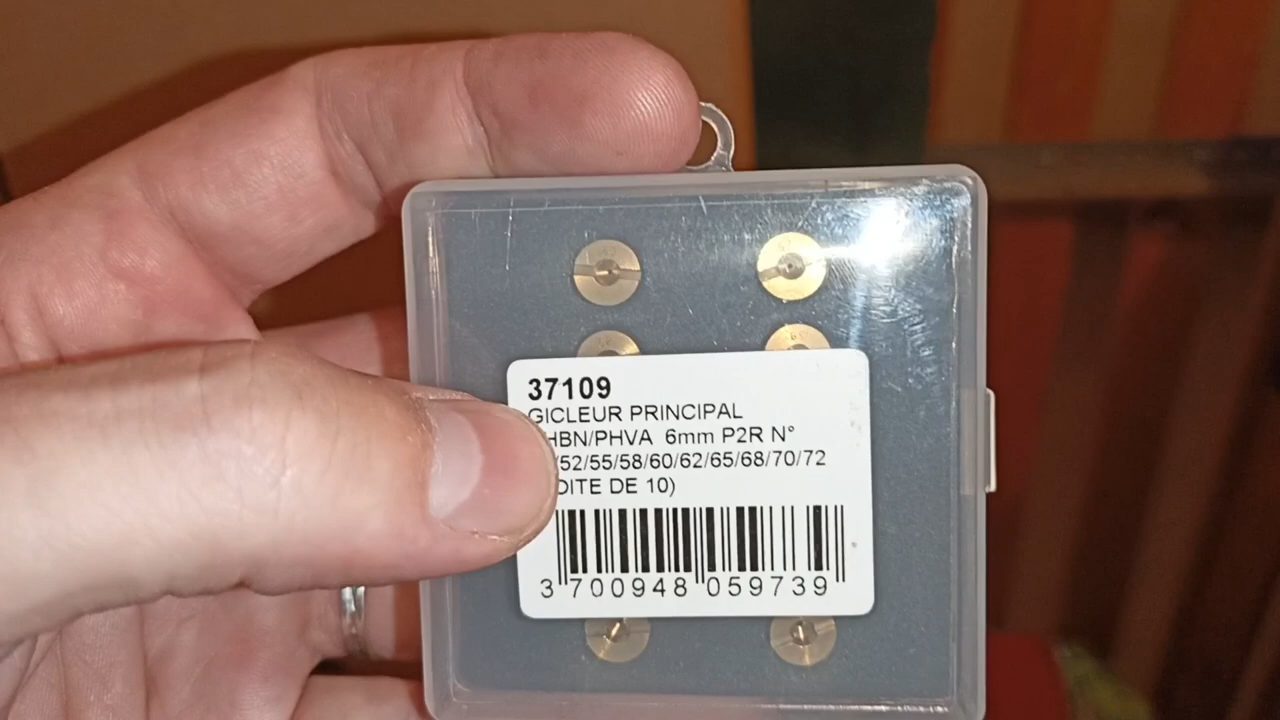 37109
GICLEUR PRINCIPAL
HBN/PHVA 6mm P2R N°
/52/55/58/60/62/65/68/70/72
OITE DE 10)
3 700948 059739